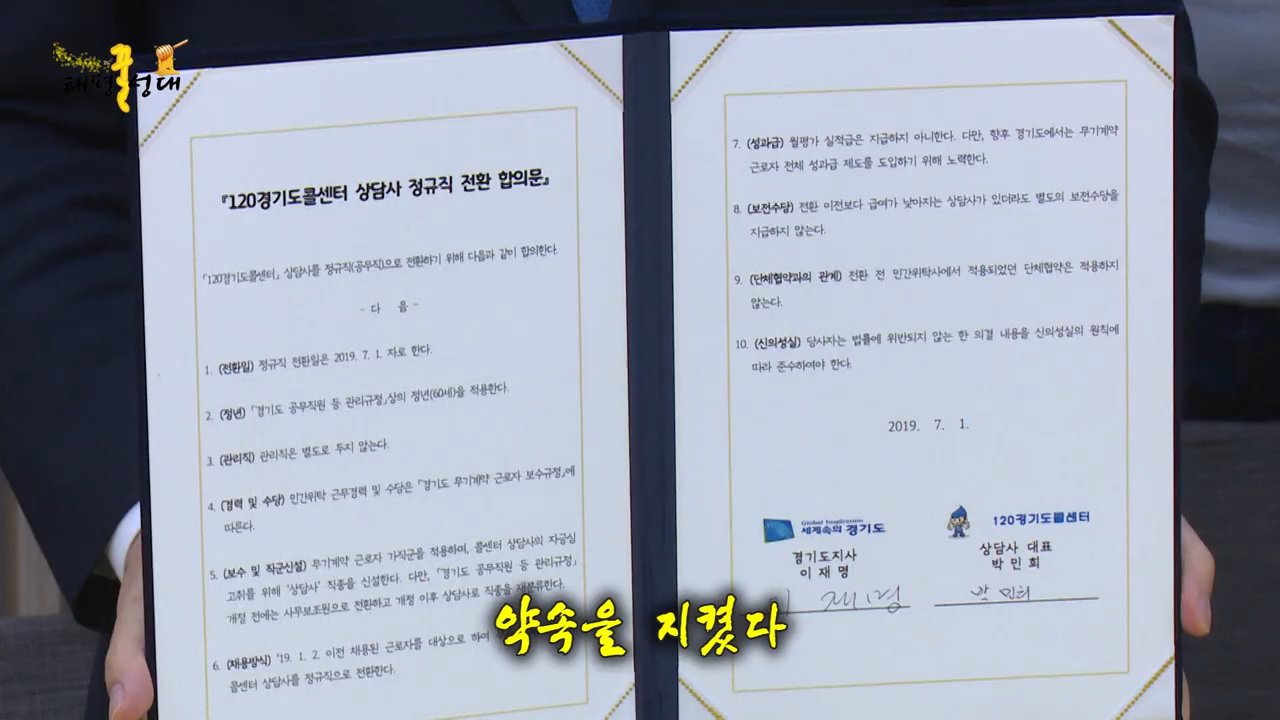 태평꿀성대
『120경기도콜센터 상담사 정규직 전환 합의문』
「120경기도콜센터」 상담사를 정규직(공무직)으로 전환하기 위해 다음과 같이 합의한다.
- 다 음 -
1. (전환일) 정규직 전환일은 2019. 7. 1. 자로 한다.
2. (정년) 「경기도 공무직원 등 관리규정」상의 정년(60세)을 적용한다.
3. (관리직) 관리직은 별도로 두지 않는다.
4. (경력 및 수당) 민간위탁 근무경력 및 수당은 「경기도 무기계약 근로자 보수규정」에
따른다.
5. (보수 및 직군신설) 무기계약 근로자 가직군을 적용하며, 콜센터 상담사의 자긍심
고취를 위해 '상담사' 직종을 신설한다. 다만, 「경기도 공무직원 등 관리규정」
개정 전에는 사무보조원으로 전환하고 개정 이후 상담사로 직종을 재분류한다.
6. (채용방식) '19. 1. 2. 이전 채용된 근로자를 대상으로 하며
콜센터 상담사를 정규직으로 전환한다.
7. (성과급) 월평가 실적금은 지급하지 아니한다. 다만, 향후 경기도에서는 무기계약
근로자 전체 성과급 제도를 도입하기 위해 노력한다.
8. (보전수당) 전환 이전보다 급여가 낮아지는 상담사가 있더라도 별도의 보전수당을
지급하지 않는다.
9. (단체협약과의 관계) 전환 전 민간위탁사에서 적용되었던 단체협약은 적용하지
않는다.
10. (신의성실) 당사자는 법률에 위반되지 않는 한 의결 내용을 신의성실의 원칙에
따라 준수하여야 한다.
2019. 7. 1.
Global Inspiration
세계속의 경기도
경기도지사
이 재 명
이 재명
120경기도콜센터
상담사 대표
박 민 희
박 민희
약속을 지켰다